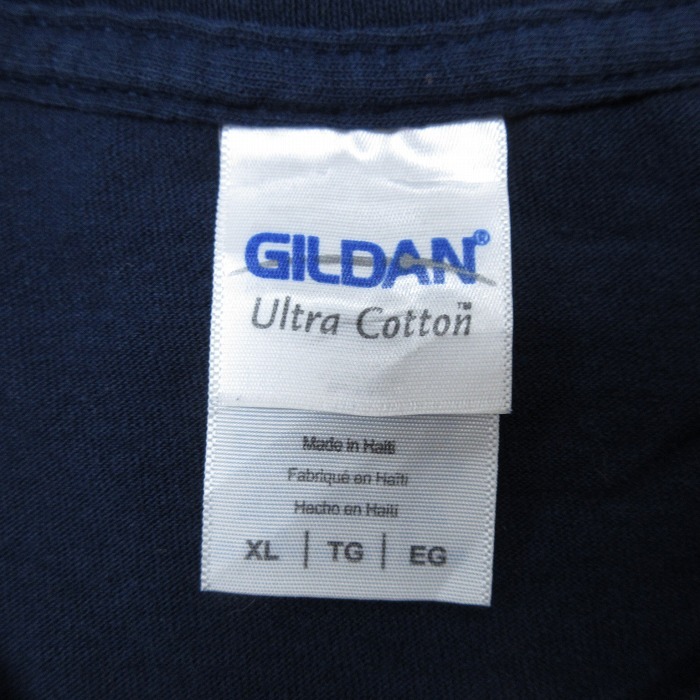 GILDAN®
Ultra Cotton™
Made in Haiti
Fabriqué en Haïti
Hecho en Haiti
XL | TG | EG